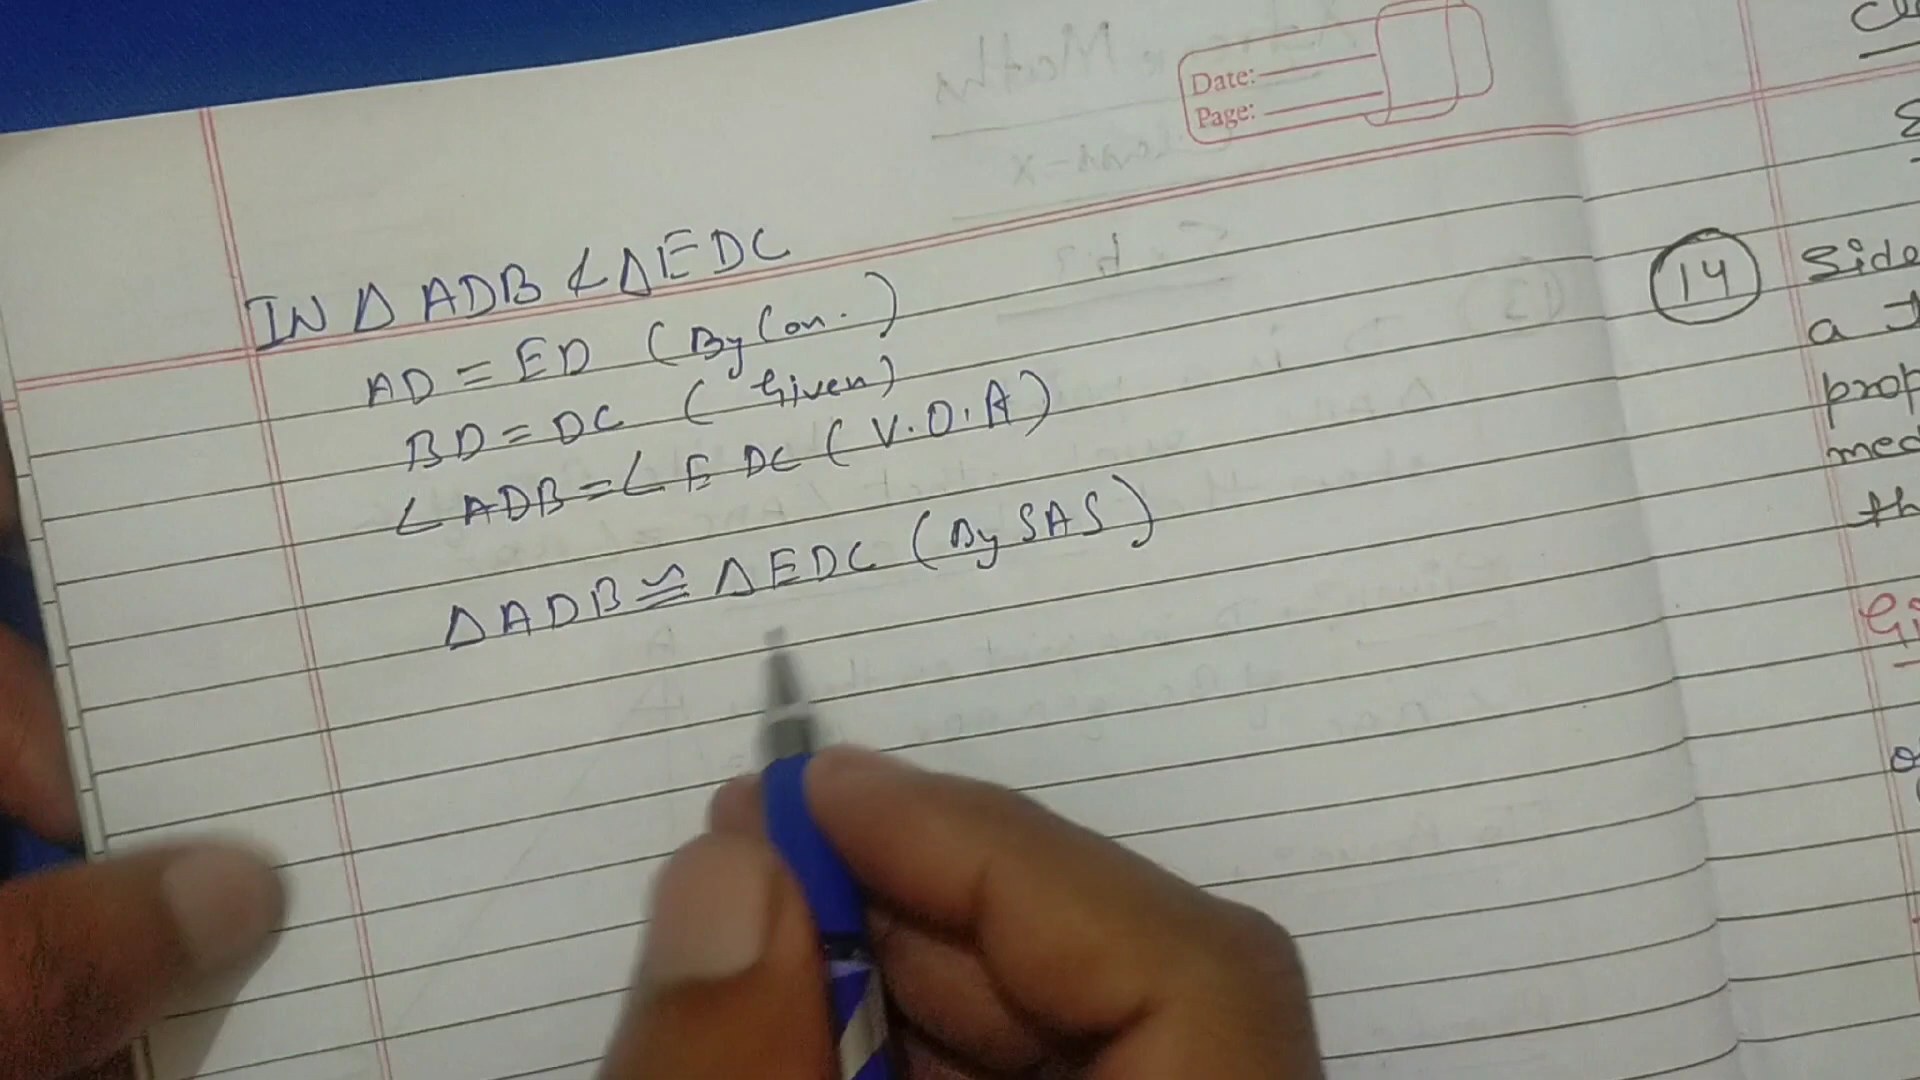 Date:
Page:
IN Δ ADB & Δ EDC
AD = ED (By Con.)
BD = DC (Given)
∠ ADB = ∠ EDC (V.O.A)
Δ ADB ≅ Δ EDC (By SAS)
14 Side
a
prop
med
th